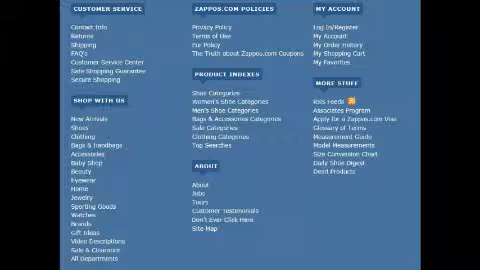 CUSTOMER SERVICE
Contact Info
Returns
Shipping
FAQ's
Customer Service Center
Safe Shopping Guarantee
Secure Shopping
SHOP WITH US
New Arrivals
Shoes
Clothing
Bags & Handbags
Accessories
Baby Shop
Beauty
Eyewear
Home
Jewelry
Sporting Goods
Watches
Brands
Gift Ideas
Video Descriptions
Sale & Clearance
All Departments
ZAPPOS.COM POLICIES
Privacy Policy
Terms of Use
Fur Policy
The Truth about Zappos.com Coupons
PRODUCT INDEXES
Shoe Categories
Women's Shoe Categories
Men's Shoe Categories
Bags & Accessories Categories
Sale Categories
Clothing Categories
Top Searches
ABOUT
About
Jobs
Tours
Customer Testimonials
Don't Ever Click Here
Site Map
MY ACCOUNT
Log In/Register
My Account
My Order History
My Shopping Cart
My Favorites
MORE STUFF
RSS Feeds
Associates Program
Apply for a Zappos.com Visa
Glossary of Terms
Measurement Guide
Model Measurements
Size Conversion Chart
Daily Shoe Digest
Dead Products